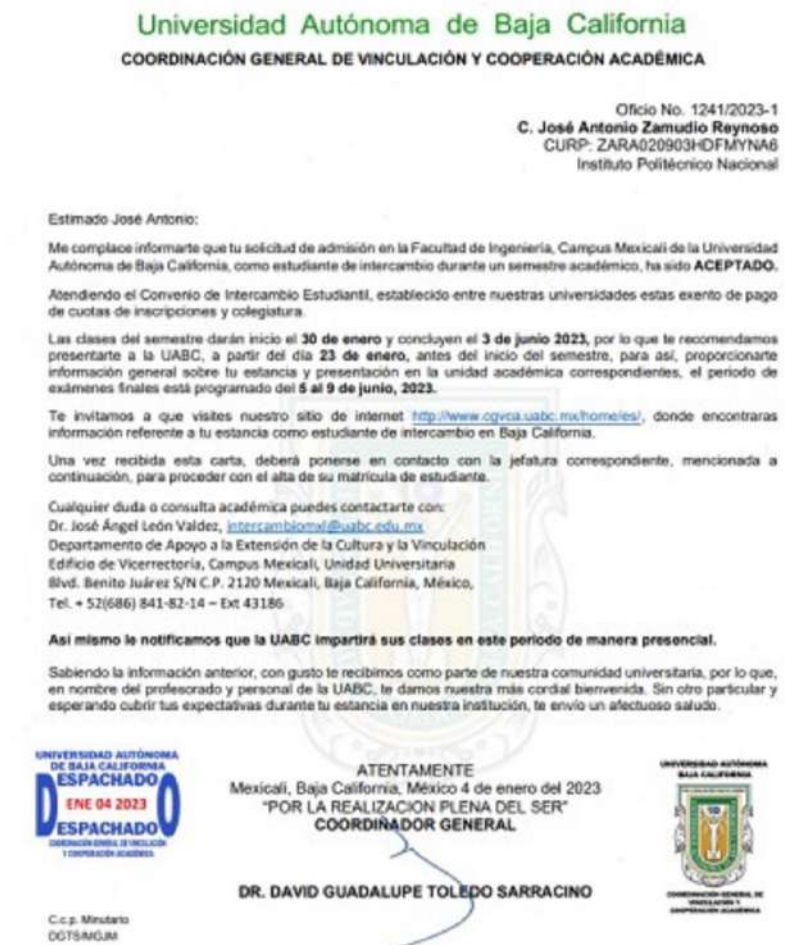 Universidad Autónoma de Baja California
COORDINACIÓN GENERAL DE VINCULACIÓN Y COOPERACIÓN ACADÉMICA
Oficio No. 1241/2023-1
C. José Antonio Zamudio Reynoso
CURP: ZARA020903HDFMYNA6
Instituto Politécnico Nacional
Estimado José Antonio:
Me complace informarte que tu solicitud de admisión en la Facultad de Ingeniería, Campus Mexicali de la Universidad
Autónoma de Baja California, como estudiante de intercambio durante un semestre académico, ha sido ACEPTADO.
Atendiendo el Convenio de Intercambio Estudiantil, establecido entre nuestras universidades estas exento de pago
de cuotas de inscripciones y colegiatura.
Las clases del semestre darán inicio el 30 de enero y concluyen el 3 de junio 2023, por lo que te recomendamos
presentarte a la UABC, a partir del día 23 de enero, antes del inicio del semestre, para así, proporcionarte
información general sobre tu estancia y presentación en la unidad académica correspondientes, el periodo de
exámenes finales está programado del 5 al 9 de junio, 2023.
Te invitamos a que visites nuestro sitio de internet http://www.cgvca.uabc.mx/home/es/, donde encontraras
información referente a tu estancia como estudiante de intercambio en Baja California.
Una vez recibida esta carta, deberá ponerse en contacto con la jefatura correspondiente, mencionada a
continuación, para proceder con el alta de su matrícula de estudiante.
Cualquier duda o consulta académica puedes contactarte con:
Dr. José Ángel León Valdez, intercambiomxl@uabc.edu.mx
Departamento de Apoyo a la Extensión de la Cultura y la Vinculación
Edificio de Vicerrectoría, Campus Mexicali, Unidad Universitaria
Blvd. Benito Juárez S/N C.P. 2120 Mexicali, Baja California, México,
Tel. + 52(686) 841-82-14 – Ext 43186
Asi mismo le notificamos que la UABC impartirá sus clases en este periodo de manera presencial.
Sabiendo la información anterior, con gusto te recibimos como parte de nuestra comunidad universitaria, por lo que,
en nombre del profesorado y personal de la UABC, te damos nuestra más cordial bienvenida. Sin otro particular y
esperando cubrir tus expectativas durante tu estancia en nuestra institución, te envío un afectuoso saludo.
UNIVERSIDAD AUTÓNOMA
DE BAJA CALIFORNIA
DESPACHADO
ENE 04 2023
DESPACHADO
COORDINACIÓN GENERAL DE VINCULACIÓN
Y COOPERACIÓN ACADÉMICA
ATENTAMENTE
Mexicali, Baja California, México 4 de enero del 2023
"POR LA REALIZACION PLENA DEL SER"
COORDINADOR GENERAL
DR. DAVID GUADALUPE TOLEDO SARRACINO
UNIVERSIDAD AUTÓNOMA
BAJA CALIFORNIA
COORDINACIÓN GENERAL DE
VINCULACIÓN Y
COOPERACIÓN ACADÉMICA
C.c.p. Minutario
DGTS/MGJM